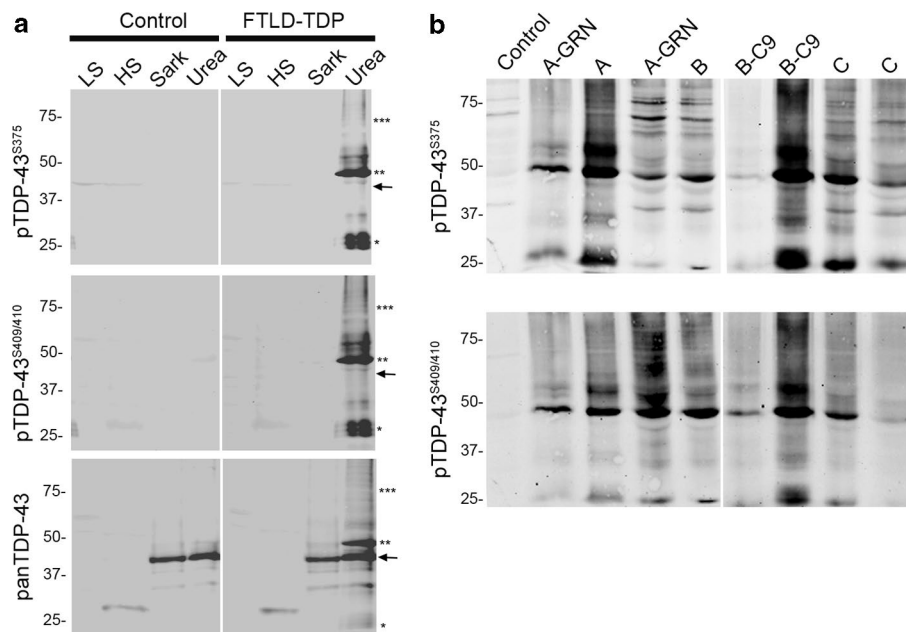 a
Control FTLD-TDP
LS HS Sark Urea LS HS Sark Urea
pTDP-43S375
75-
50-
37-
25-
***
**
*
pTDP-43S409/410
75-
50-
37-
25-
***
**
*
panTDP-43
75-
50-
37-
25-
***
**
*
b
Control A-GRN A A-GRN B B-C9 B-C9 C C
pTDP-43S375
75-
50-
37-
25-
pTDP-43S409/410
75-
50-
37-
25-